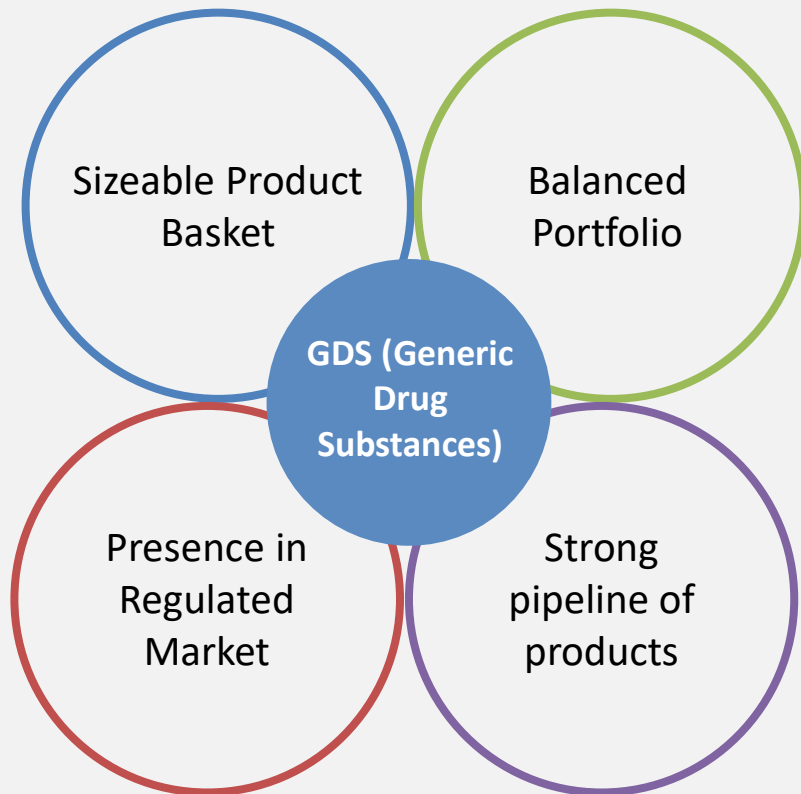 Sizeable Product
Basket
Balanced
Portfolio
GDS (Generic
Drug
Substances)
Presence in
Regulated
Market
Strong
pipeline of
products